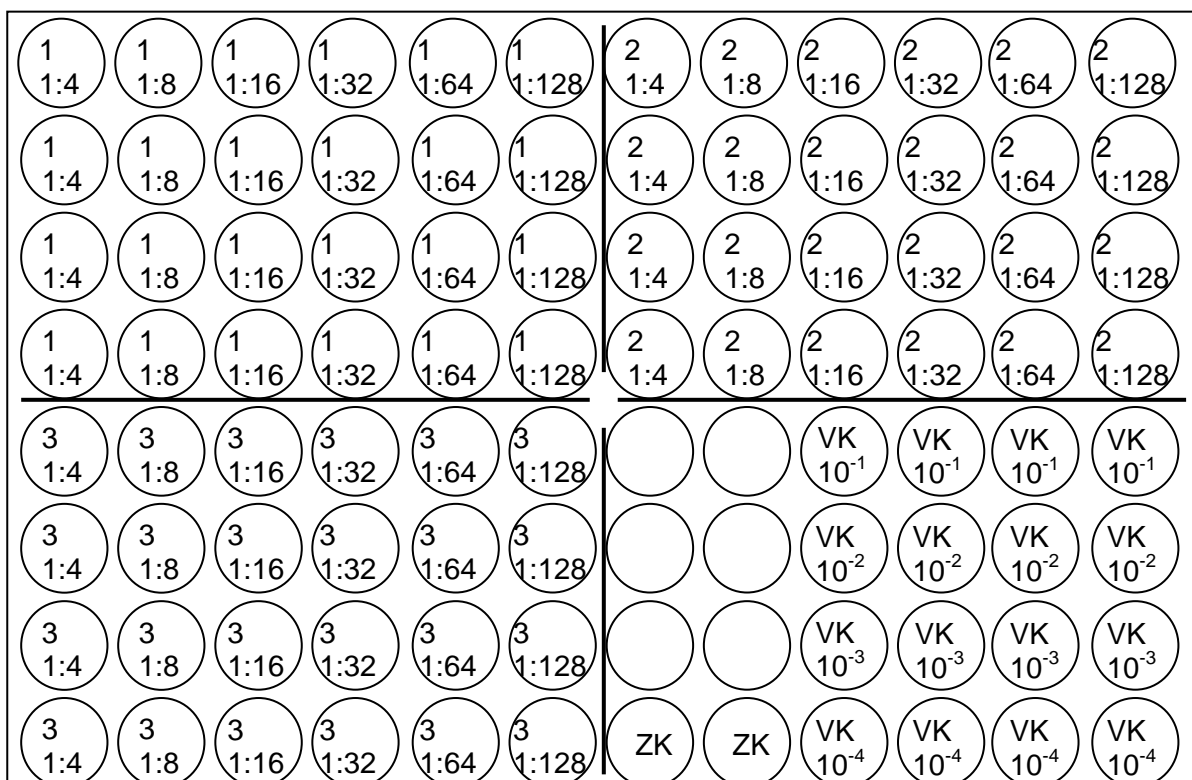 1 1 1 1 1 1 2 2 2 2 2 2
1:4 1:8 1:16 1:32 1:64 1:128 1:4 1:8 1:16 1:32 1:64 1:128
1 1 1 1 1 1 2 2 2 2 2 2
1:4 1:8 1:16 1:32 1:64 1:128 1:4 1:8 1:16 1:32 1:64 1:128
1 1 1 1 1 1 2 2 2 2 2 2
1:4 1:8 1:16 1:32 1:64 1:128 1:4 1:8 1:16 1:32 1:64 1:128
1 1 1 1 1 1 2 2 2 2 2 2
1:4 1:8 1:16 1:32 1:64 1:128 1:4 1:8 1:16 1:32 1:64 1:128
3 3 3 3 3 3 VK VK VK VK
1:4 1:8 1:16 1:32 1:64 1:128 10⁻¹ 10⁻¹ 10⁻¹ 10⁻¹
3 3 3 3 3 3 VK VK VK VK
1:4 1:8 1:16 1:32 1:64 1:128 10⁻² 10⁻² 10⁻² 10⁻²
3 3 3 3 3 3 VK VK VK VK
1:4 1:8 1:16 1:32 1:64 1:128 10⁻³ 10⁻³ 10⁻³ 10⁻³
3 3 3 3 3 3 ZK ZK VK VK VK VK
1:4 1:8 1:16 1:32 1:64 1:128 10⁻⁴ 10⁻⁴ 10⁻⁴ 10⁻⁴